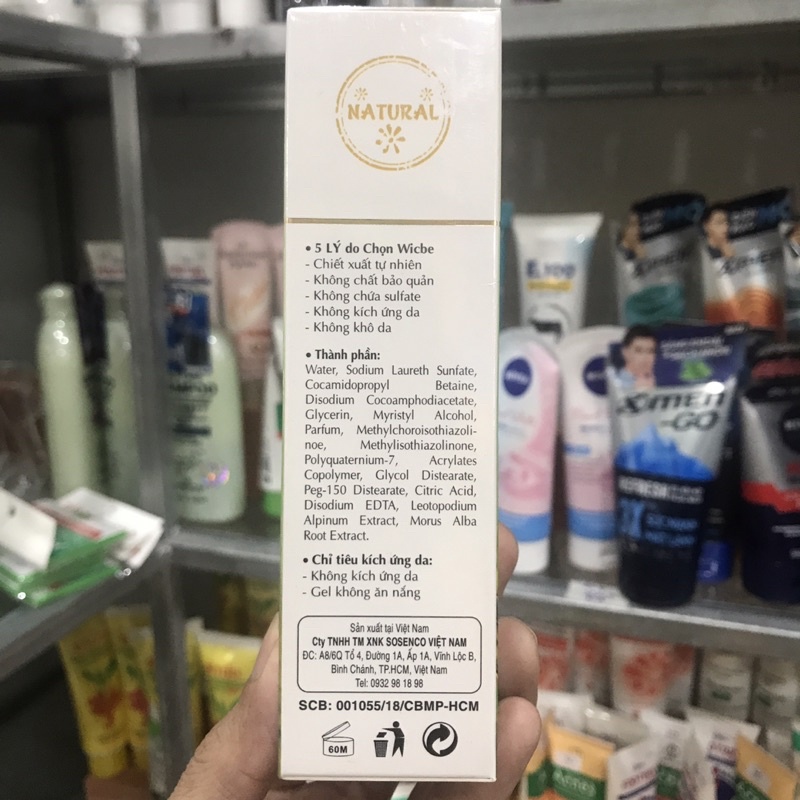 NATURAL
• 5 LÝ do Chọn Wicbe
- Chiết xuất tự nhiên
- Không chất bảo quản
- Không chứa sulfate
- Không kích ứng da
- Không khô da
• Thành phần:
Water, Sodium Laureth Sunfate,
Cocamidopropyl Betaine,
Disodium Cocoamphodiacetate,
Glycerin, Myristyl Alcohol,
Parfum, Methylchoroisothiazoli-
noe, Methylisothiazolinone,
Polyquaternium-7, Acrylates
Copolymer, Glycol Distearate,
Peg-150 Distearate, Citric Acid,
Disodium EDTA, Leotopodium
Alpinum Extract, Morus Alba
Root Extract.
• Chỉ tiêu kích ứng da:
- Không kích ứng da
- Gel không ăn nắng
Sản xuất tại Việt Nam
Cty TNHH TM XNK SOSENCO VIỆT NAM
ĐC: A8/6Q Tổ 4, Đường 1A, Ấp 1A, Vĩnh Lộc B,
Bình Chánh, TP.HCM, Việt Nam
Tel: 0932 98 18 98
SCB: 001055/18/CBMP-HCM
60M
E100
NIVEA
X-MEN
GO
REFRESH
3X